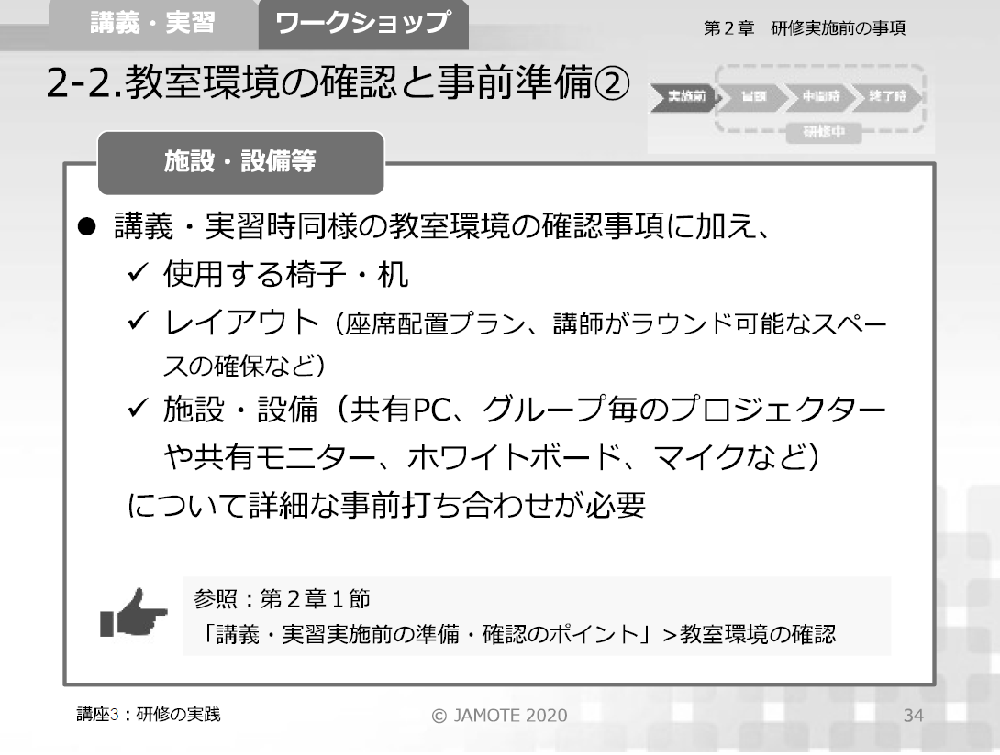 講義・実習
ワークショップ
第２章　研修実施前の事項
2-2.教室環境の確認と事前準備②
実施前
冒頭
中間時
終了時
研修中
施設・設備等
● 講義・実習時同様の教室環境の確認事項に加え、
✓ 使用する椅子・机
✓ レイアウト（座席配置プラン、講師がラウンド可能なスペー
スの確保など）
✓ 施設・設備（共有PC、グループ毎のプロジェクター
や共有モニター、ホワイトボード、マイクなど）
について詳細な事前打ち合わせが必要
参照：第２章１節
「講義・実習実施前の準備・確認のポイント」>教室環境の確認
講座3：研修の実践
© JAMOTE 2020
34